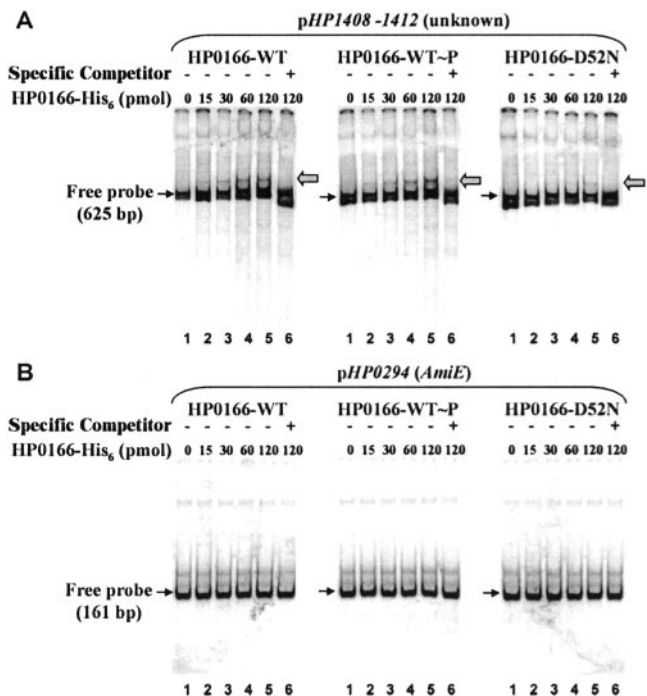 A
pHP1408-1412 (unknown)
HP0166-WT HP0166-WT~P HP0166-D52N
Specific Competitor - - - - - + - - - - - + - - - - - +
HP0166-His6 (pmol) 0 15 30 60 120 120 0 15 30 60 120 120 0 15 30 60 120 120
Free probe
(625 bp)
1 2 3 4 5 6 1 2 3 4 5 6 1 2 3 4 5 6
B
pHP0294 (AmiE)
HP0166-WT HP0166-WT~P HP0166-D52N
Specific Competitor - - - - - + - - - - - + - - - - - +
HP0166-His6 (pmol) 0 15 30 60 120 120 0 15 30 60 120 120 0 15 30 60 120 120
Free probe
(161 bp)
1 2 3 4 5 6 1 2 3 4 5 6 1 2 3 4 5 6